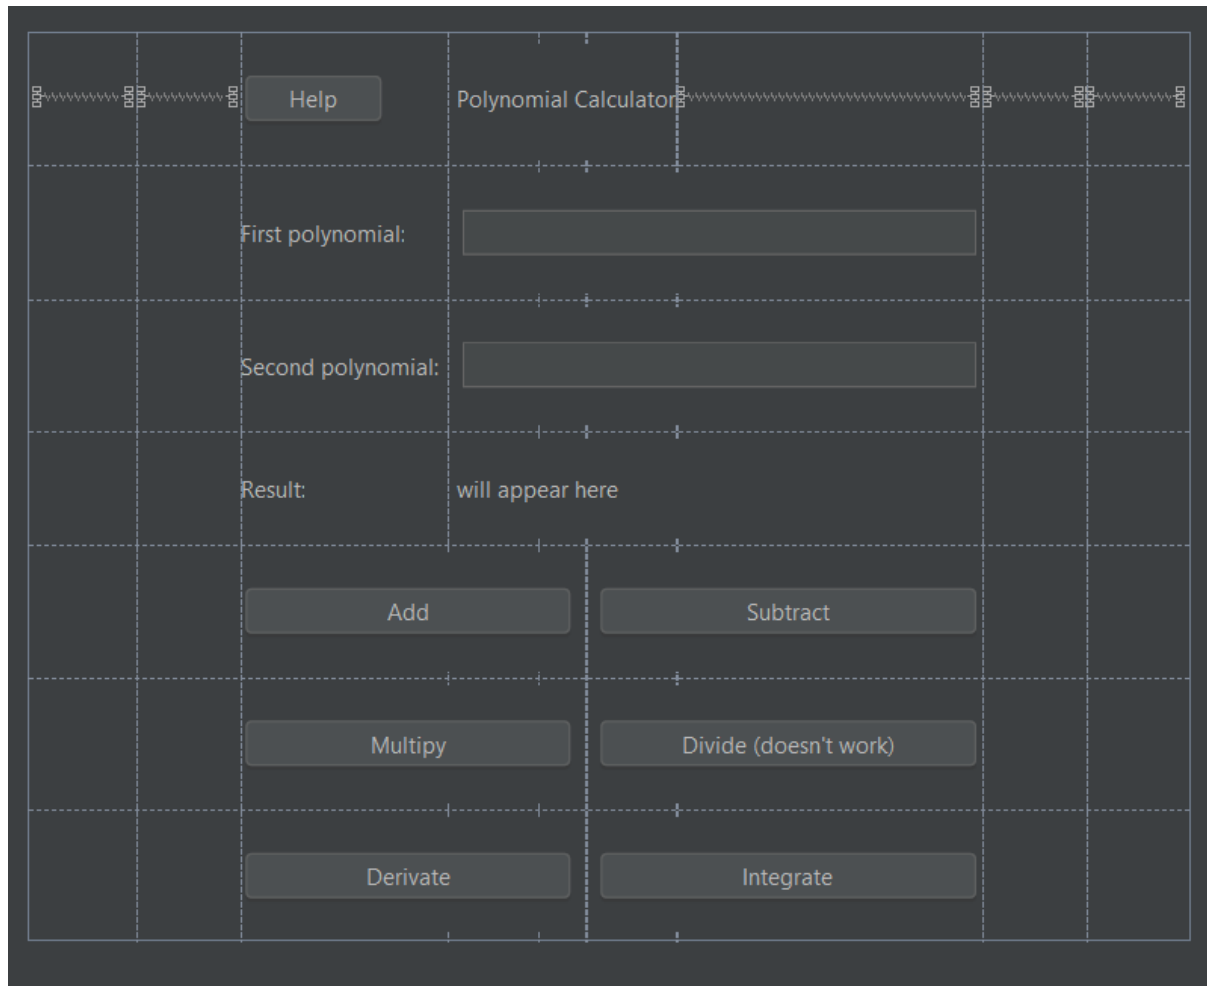 Help
Polynomial Calculator
First polynomial:
Second polynomial:
Result:
will appear here
Add
Subtract
Multipy
Divide (doesn't work)
Derivate
Integrate